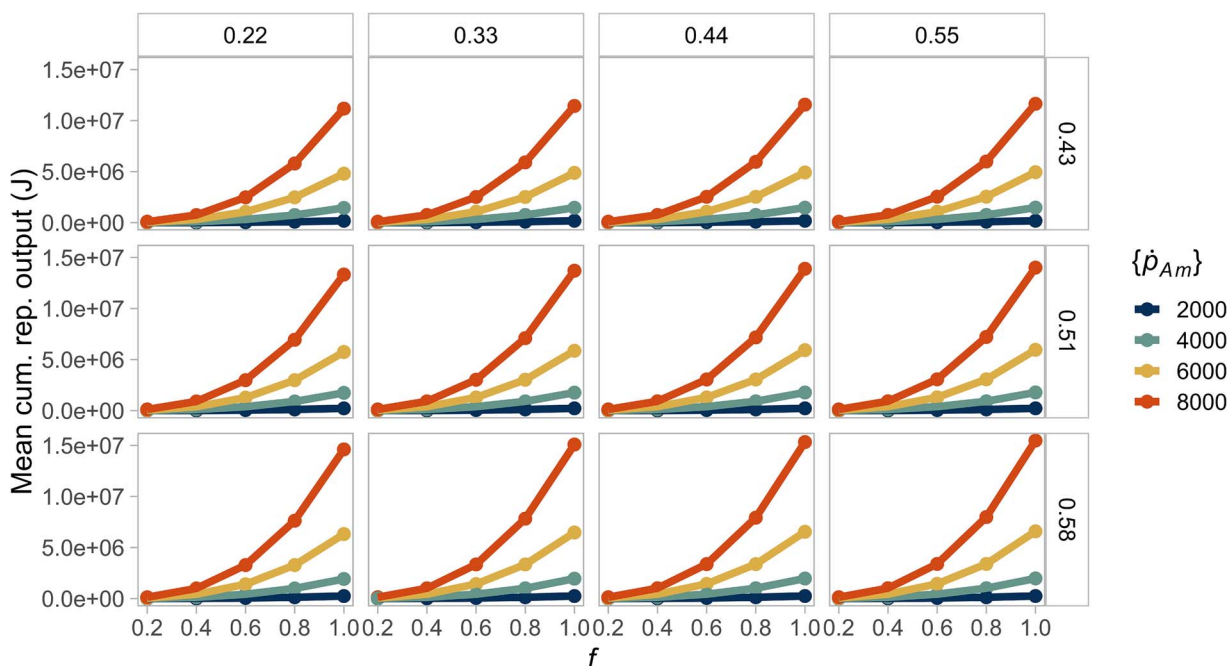 0.22 0.33 0.44 0.55
Mean cum. rep. output (J)
1.5e+07
1.0e+07
5.0e+06
0.0e+00
0.43
1.5e+07
1.0e+07
5.0e+06
0.0e+00
0.51
1.5e+07
1.0e+07
5.0e+06
0.0e+00
0.58
0.2 0.4 0.6 0.8 1.0 0.2 0.4 0.6 0.8 1.0 0.2 0.4 0.6 0.8 1.0 0.2 0.4 0.6 0.8 1.0
f
{ṗ_Am}
2000
4000
6000
8000